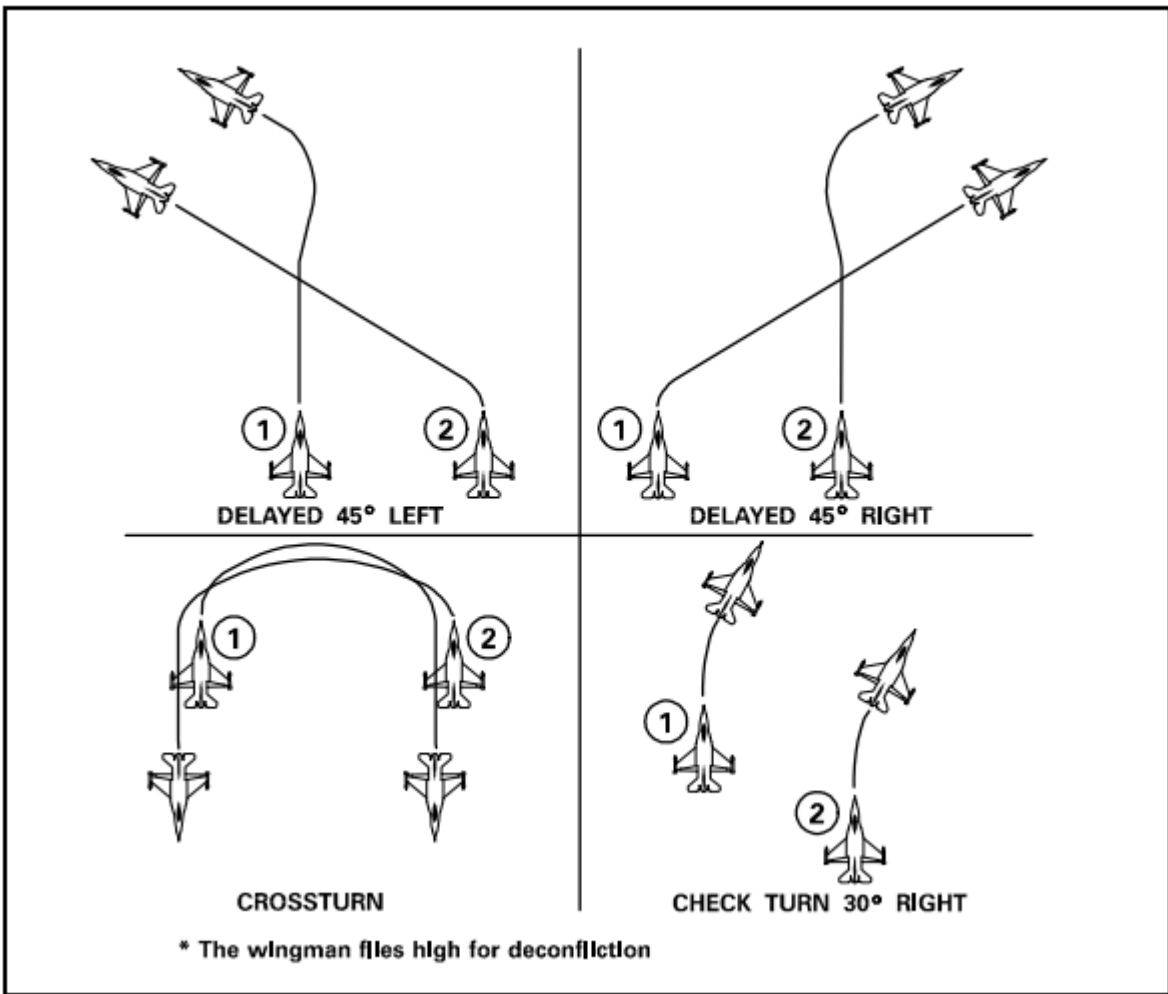 1 2 1 2
DELAYED 45° LEFT DELAYED 45° RIGHT
1 2
1
2
CROSSTURN CHECK TURN 30° RIGHT
* The wingman flies high for deconfliction